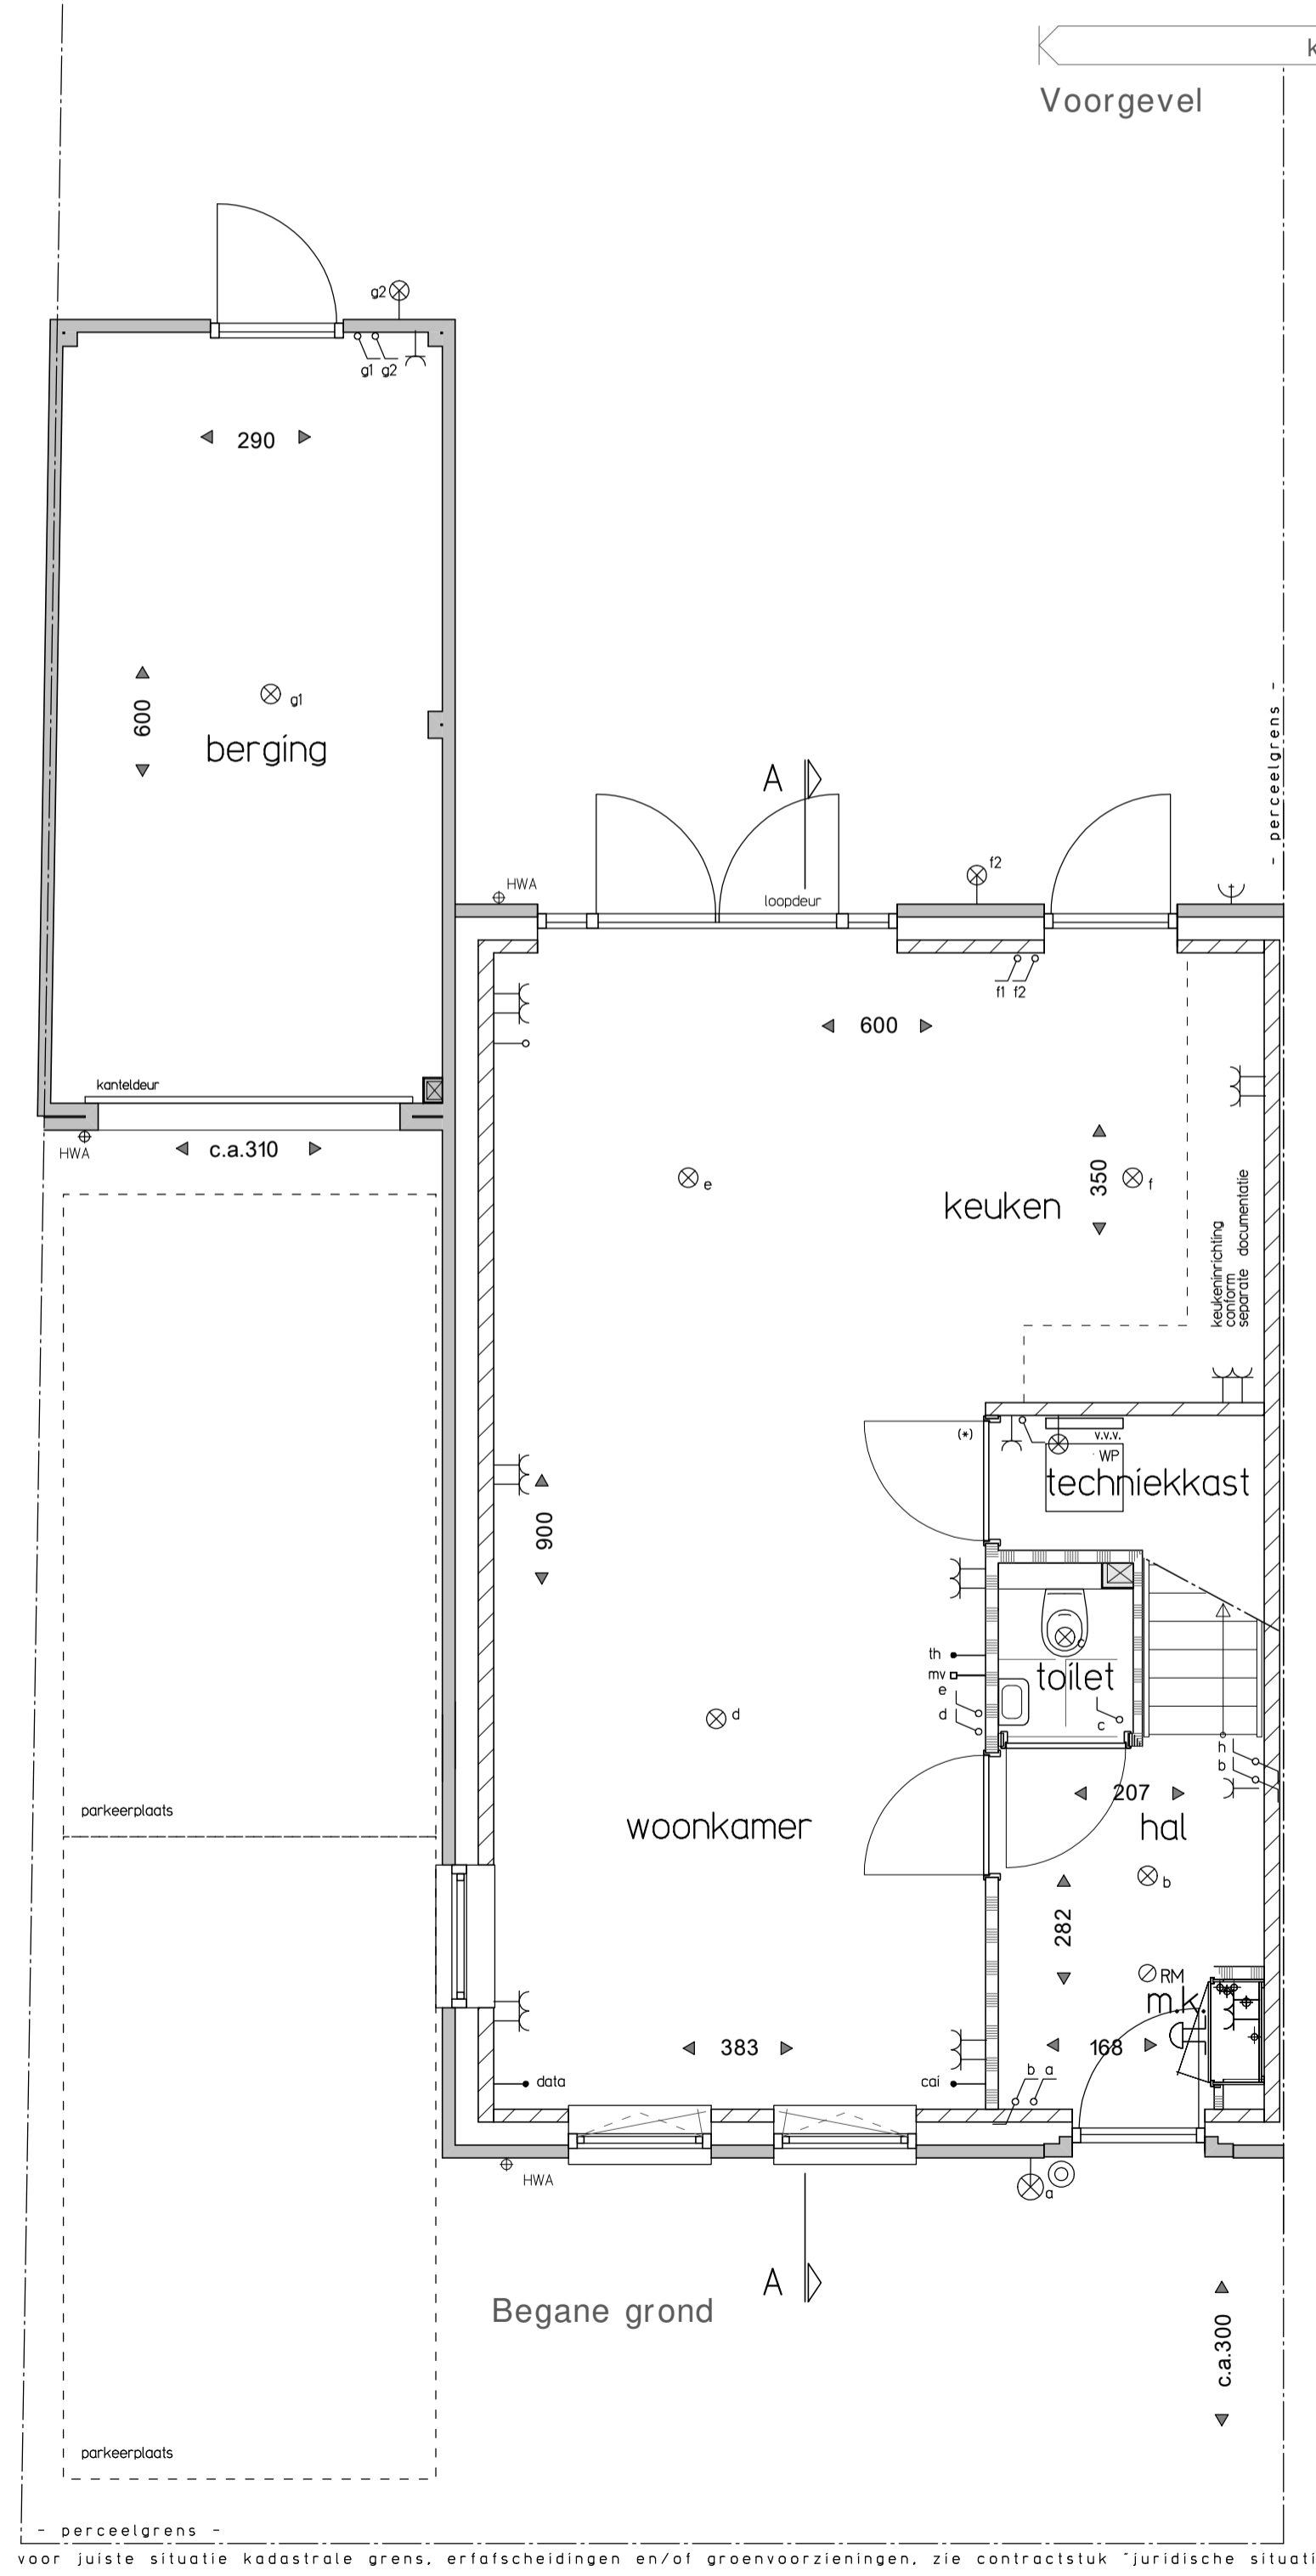 k
Voorgevel
g2
g1 g2
290
600
g1
berging
- perceelgrens -
A
HWA
loopdeur
f2
f1 f2
600
kanteldeur
HWA
c.a.310
e
keuken
350
f
keukeninrichting
conform
separate documentatie
(*)
v.v.v.
WP
techniekkast
900
th
mv
e
d
c
toilet
c
d
h
b
207
parkeerplaats
woonkamer
hal
b
282
RM
m.k.
383
168
data
cai
b a
HWA
a
A
Begane grond
c.a.300
parkeerplaats
- perceelgrens -
voor juiste situatie kadastrale grens, erfafscheidingen en/of groenvoorzieningen, zie contractstuk "juridische situati